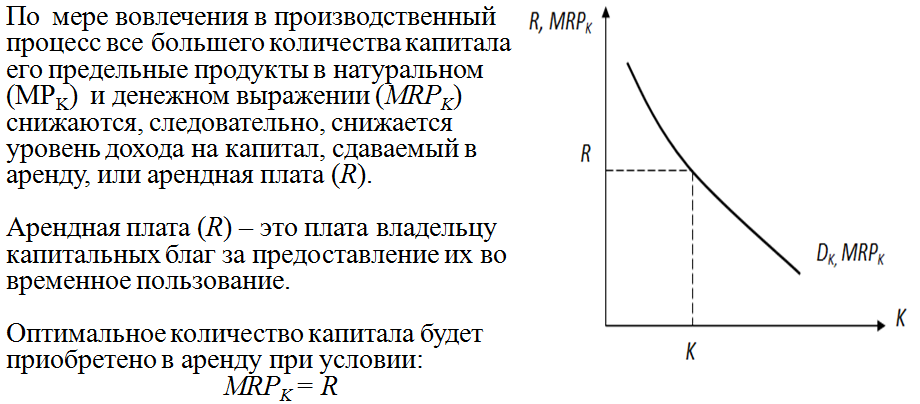 По мере вовлечения в производственный
процесс все большего количества капитала
его предельные продукты в натуральном
(MPK) и денежном выражении (MRPK)
снижаются, следовательно, снижается
уровень дохода на капитал, сдаваемый в
аренду, или арендная плата (R).
Арендная плата (R) – это плата владельцу
капитальных благ за предоставление их во
временное пользование.
Оптимальное количество капитала будет
приобретено в аренду при условии:
MRPK = R
R, MRPK
R
DK, MRPK
K
K